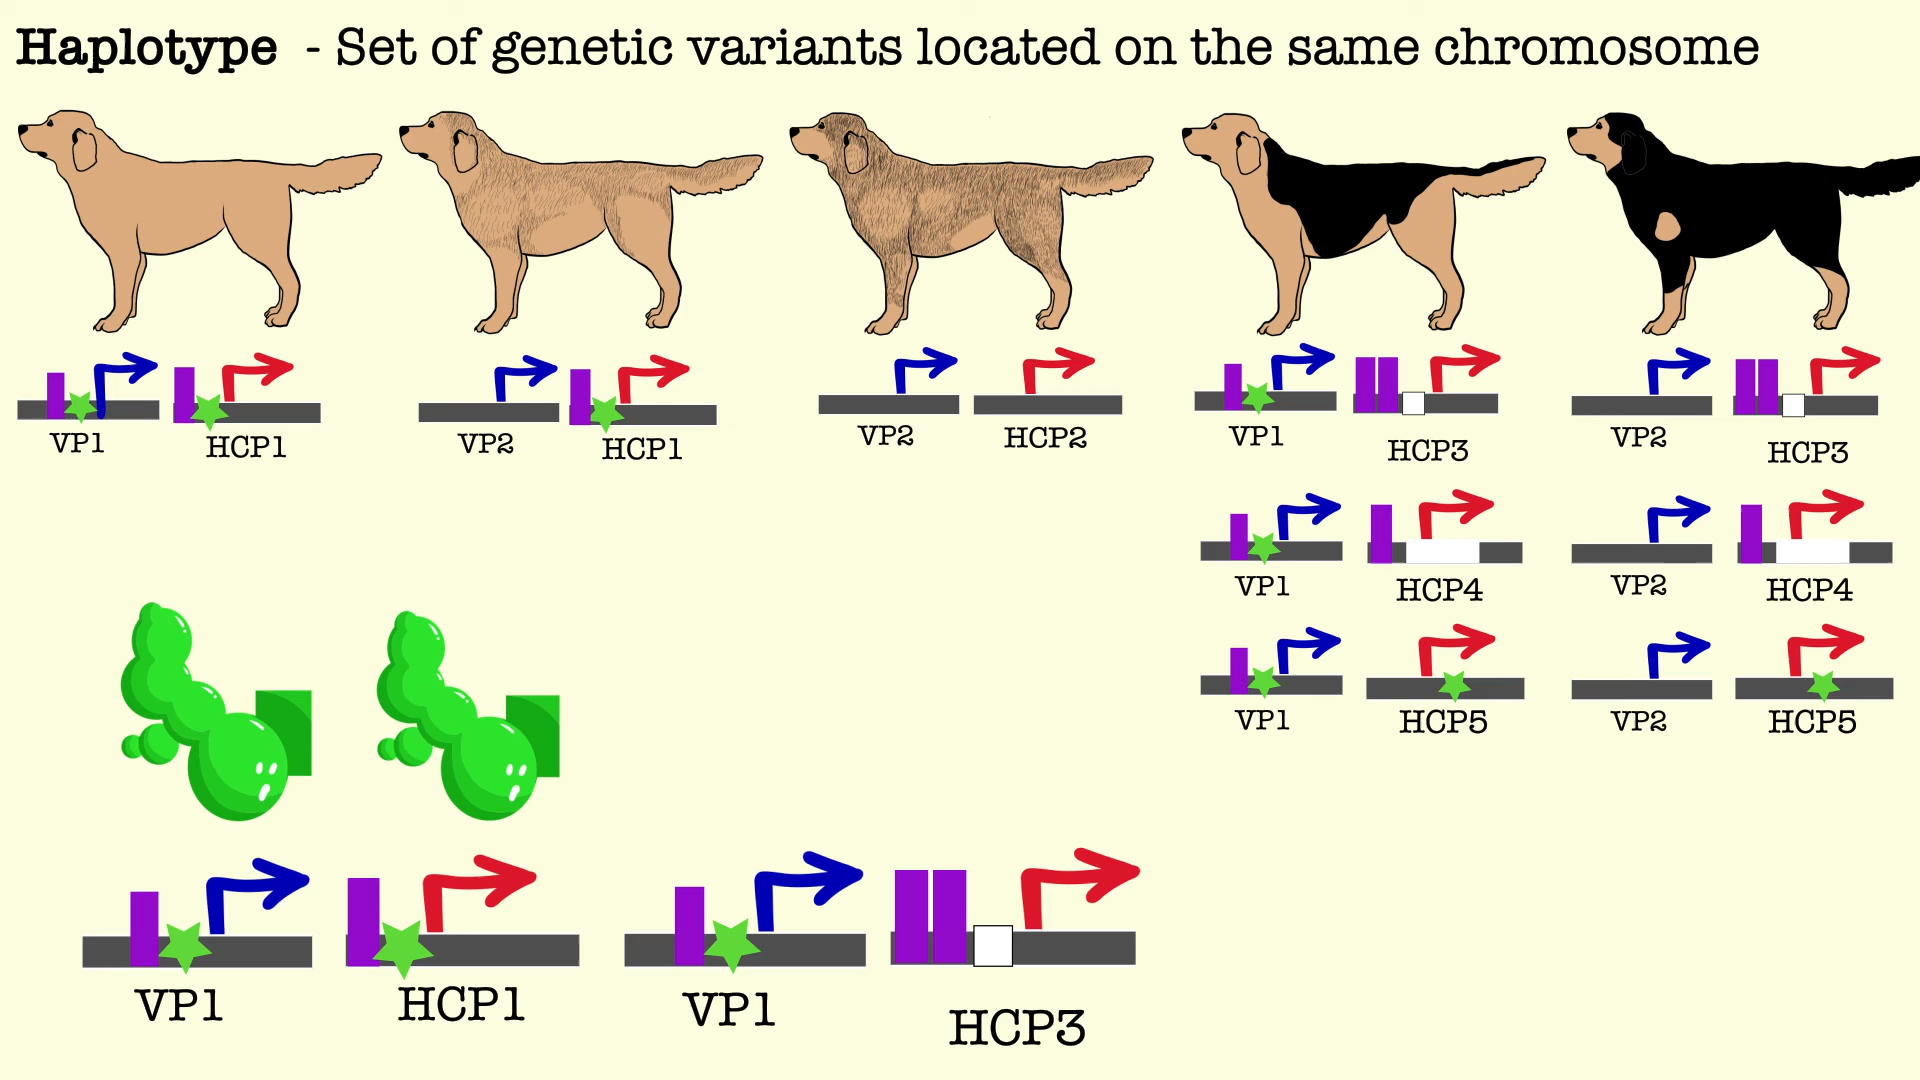 Haplotype - Set of genetic variants located on the same chromosome
VP1 HCP1 VP2 HCP1 VP2 HCP2 VP1 HCP3 VP2 HCP3
VP1 HCP4 VP2 HCP4
VP1 HCP5 VP2 HCP5
VP1 HCP1 VP1 HCP3